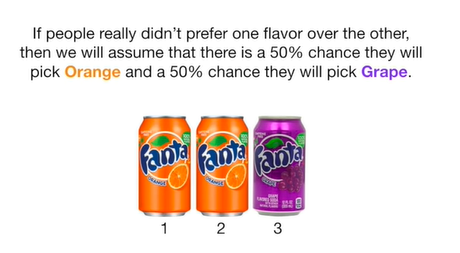 If people really didn’t prefer one flavor over the other,
then we will assume that there is a 50% chance they will
pick Orange and a 50% chance they will pick Grape.
Fanta Fanta Fanta
ORANGE ORANGE GRAPE
1 2 3